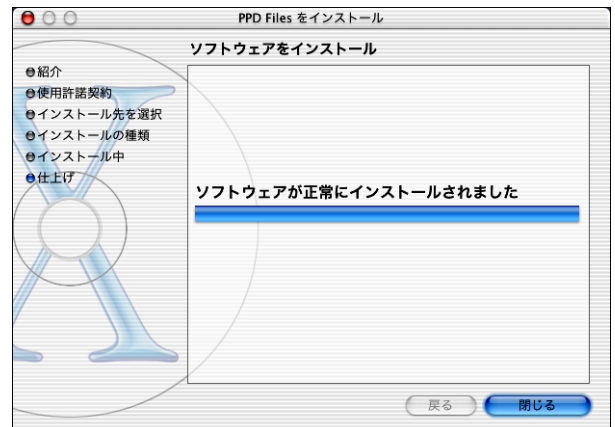 PPD Files をインストール
ソフトウェアをインストール
紹介
使用許諾契約
インストール先を選択
インストールの種類
インストール中
仕上げ
ソフトウェアが正常にインストールされました
戻る
閉じる